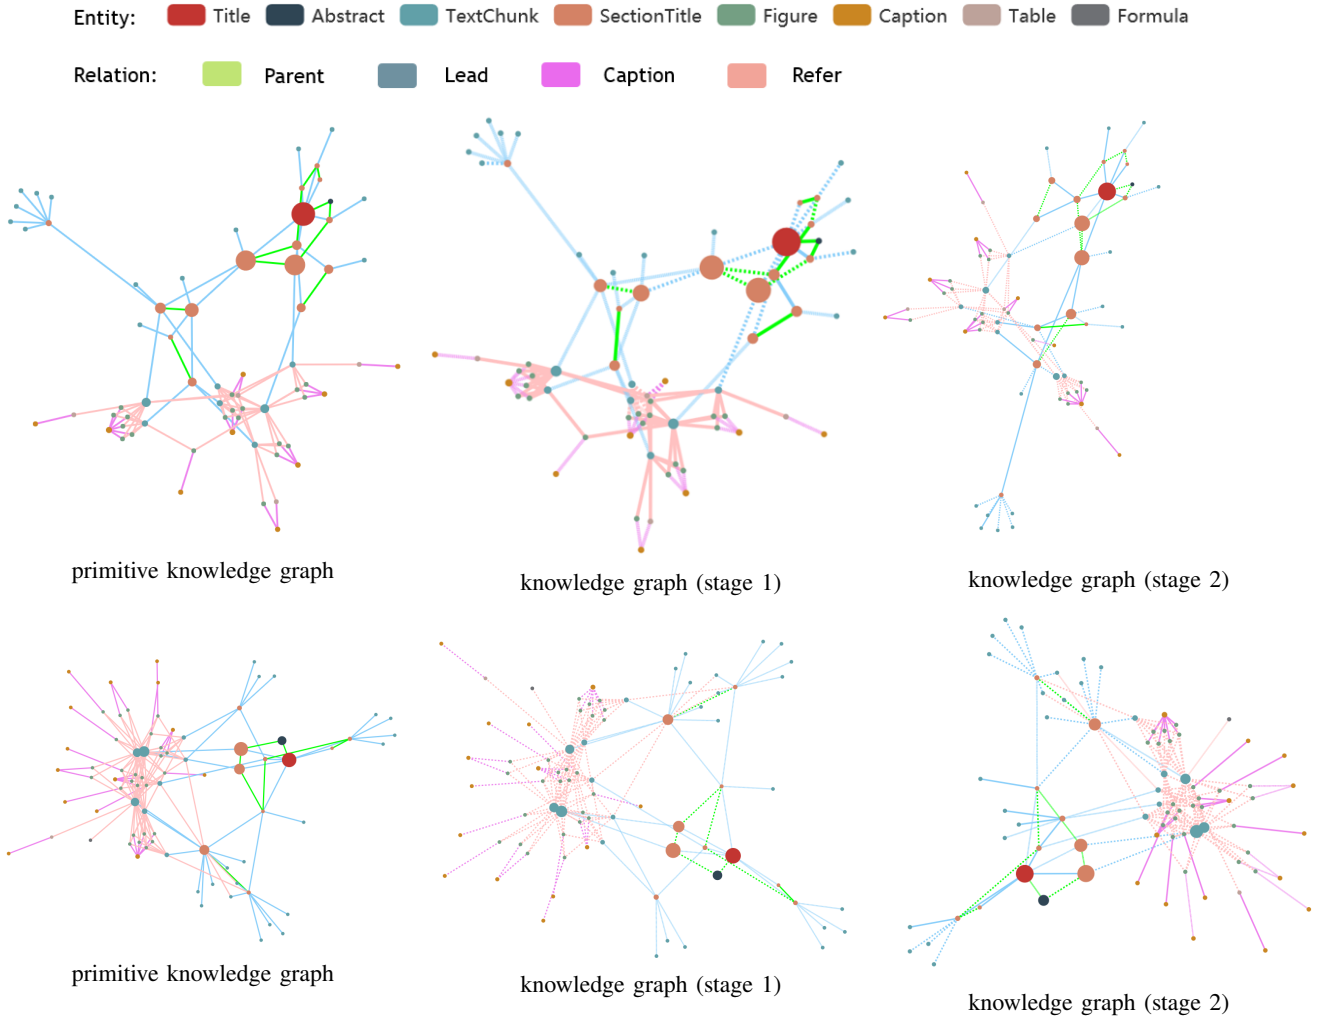 Entity: Title Abstract TextChunk SectionTitle Figure Caption Table Formula
Relation: Parent Lead Caption Refer
primitive knowledge graph
knowledge graph (stage 1)
knowledge graph (stage 2)
primitive knowledge graph
knowledge graph (stage 1)
knowledge graph (stage 2)